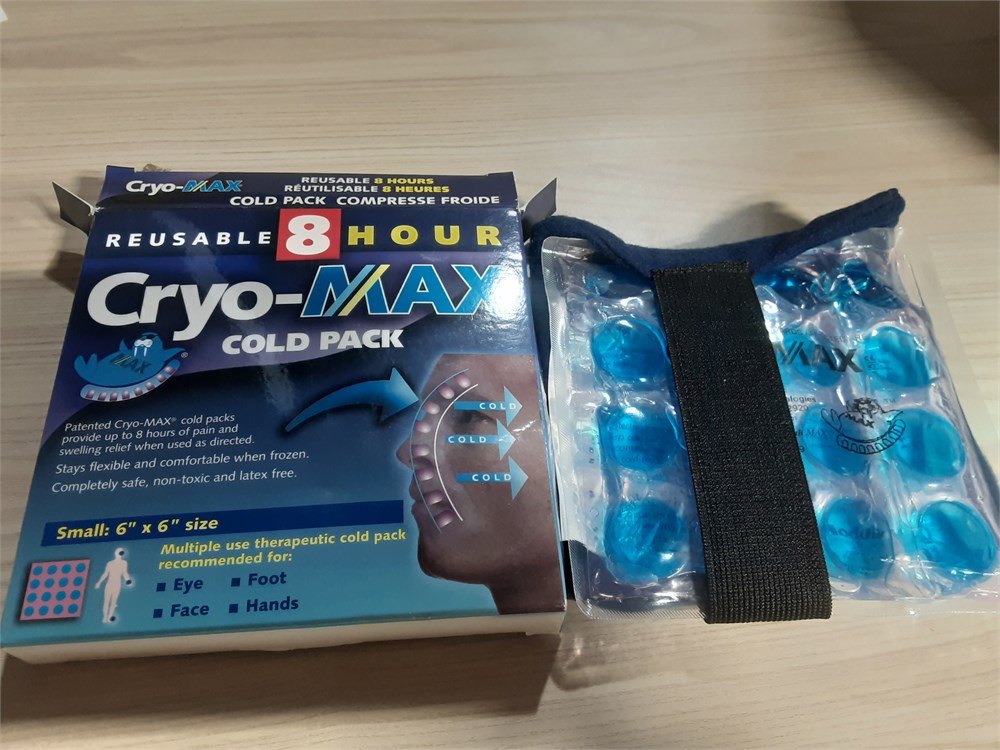 Cryo-MAX
REUSABLE 8 HOURS
RÉUTILISABLE 8 HEURES
COLD PACK COMPRESSE FROIDE
REUSABLE 8 HOUR
Cryo-MAX
COLD PACK
MAX
Patented Cryo-MAX® cold packs
provide up to 8 hours of pain and
swelling relief when used as directed.
Stays flexible and comfortable when frozen.
Completely safe, non-toxic and latex free.
COLD
COLD
COLD
Small: 6" x 6" size
Multiple use therapeutic cold pack
recommended for:
■ Eye ■ Foot
■ Face ■ Hands
MAX
MAX